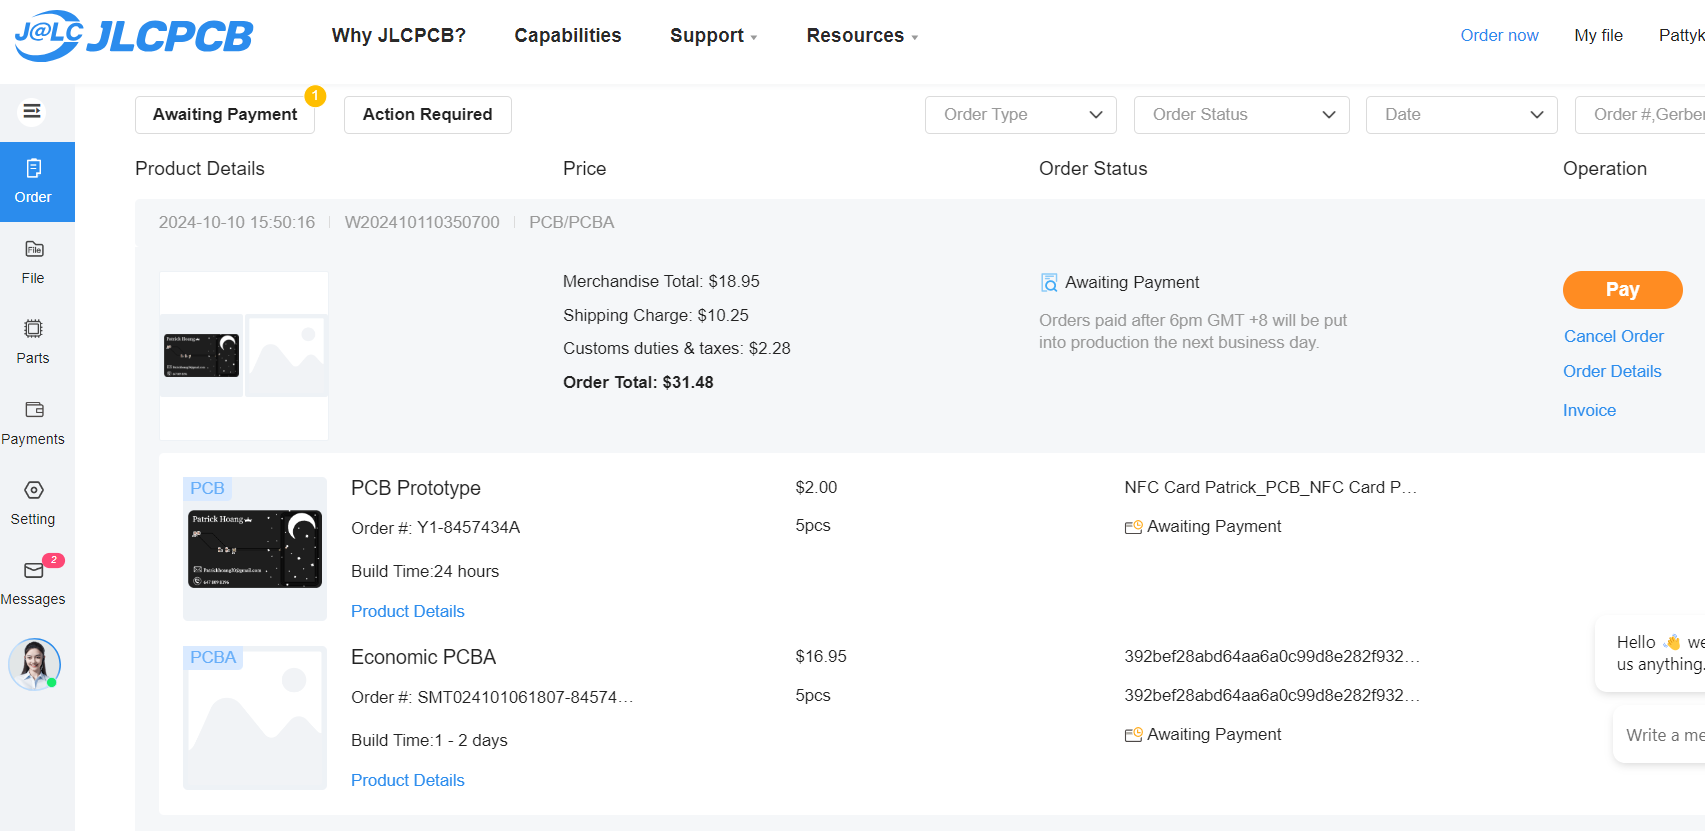 J@LC JLCPCB
Why JLCPCB? Capabilities Support Resources Order now My file Pattyk
Awaiting Payment 1 Action Required Order Type Order Status Date Order #,Gerber
Product Details Price Order Status Operation
2024-10-10 15:50:16 W202410110350700 PCB/PCBA
Merchandise Total: $18.95
Shipping Charge: $10.25
Customs duties & taxes: $2.28
Order Total: $31.48
Awaiting Payment
Orders paid after 6pm GMT +8 will be put
into production the next business day.
Pay
Cancel Order
Order Details
Invoice
Order
File
File
Parts
Payments
Setting
2
Messages
PCB
Patrick Hoang
PCB Prototype
Order #: Y1-8457434A
Build Time:24 hours
Product Details
$2.00
5pcs
NFC Card Patrick_PCB_NFC Card P…
Awaiting Payment
PCBA
Economic PCBA
Order #: SMT024101061807-84574…
Build Time:1 - 2 days
Product Details
$16.95
5pcs
392bef28abd64aa6a0c99d8e282f932…
392bef28abd64aa6a0c99d8e282f932…
Awaiting Payment
Hello 👋 we
us anything.
Write a me